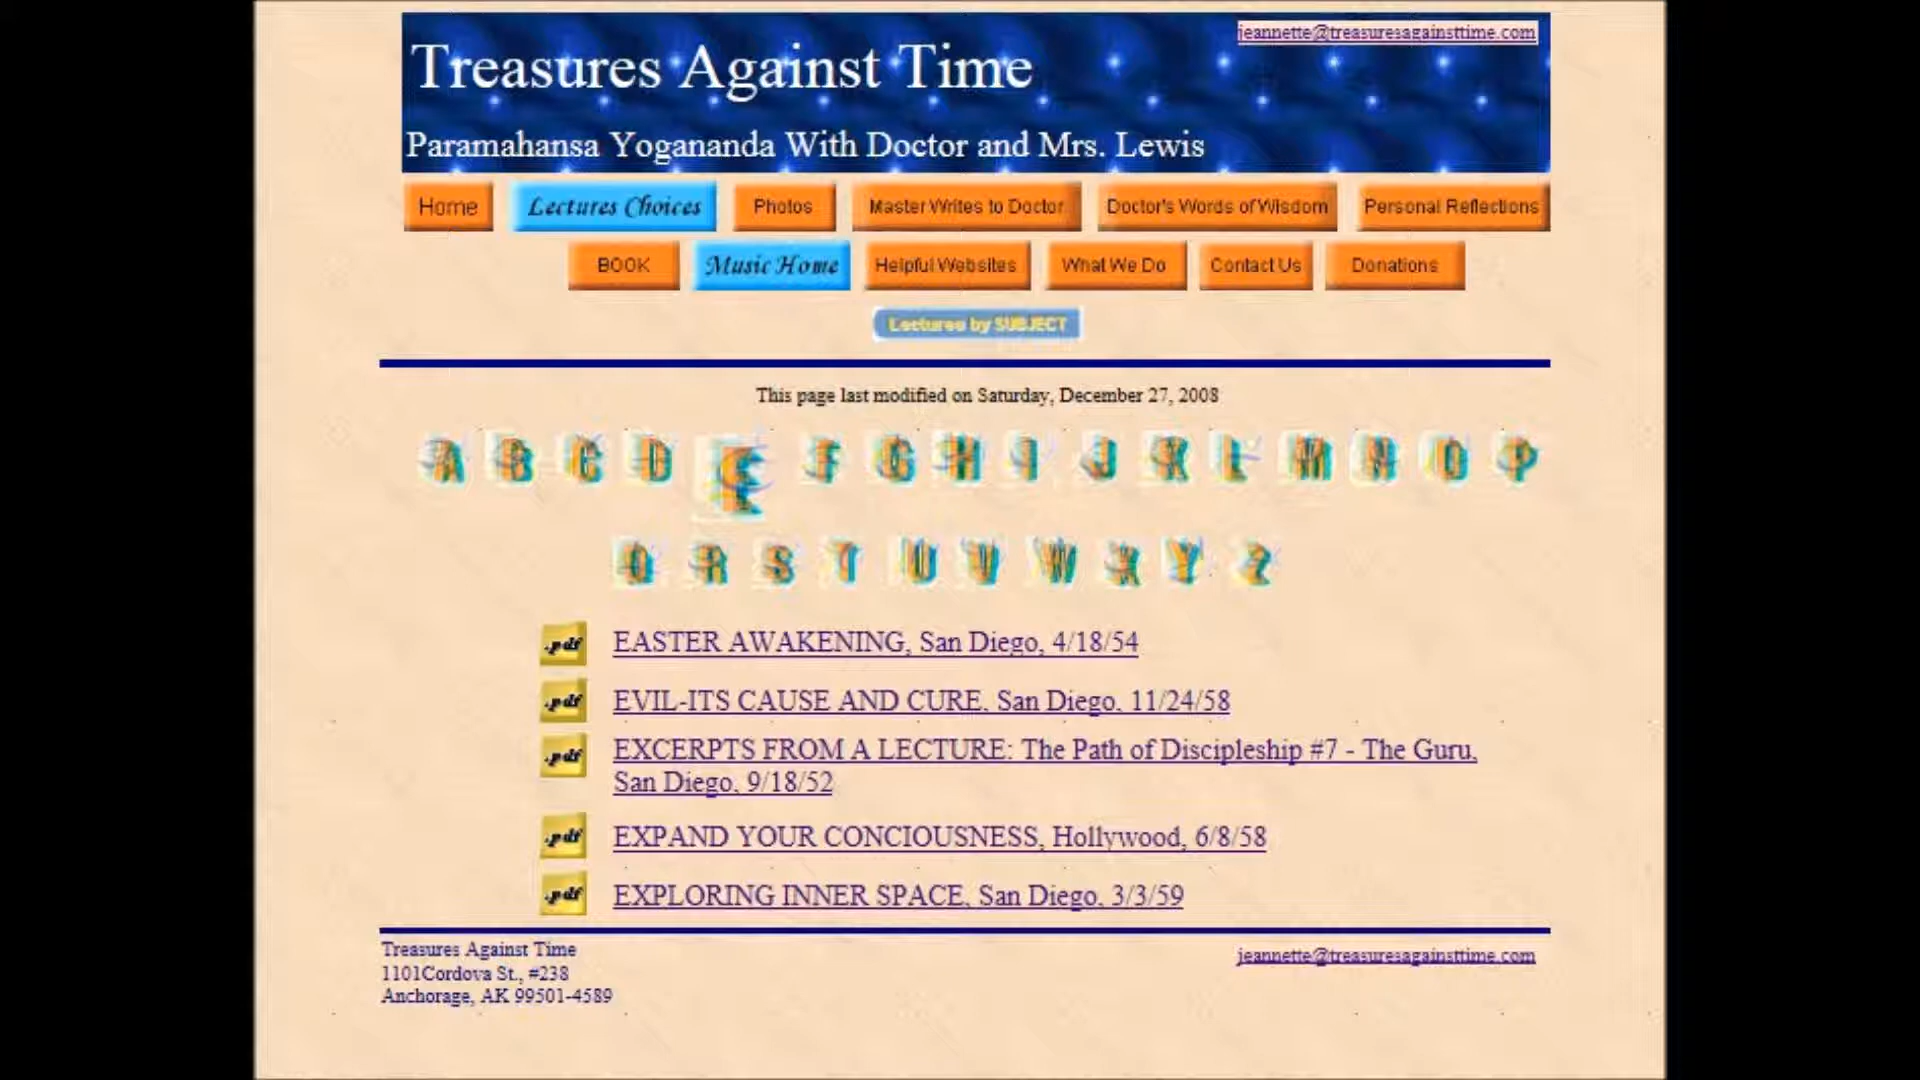 jeannette@treasuresagainsttime.com
Treasures Against Time
Paramahansa Yogananda With Doctor and Mrs. Lewis
Home Lectures Choices Photos Master Writes to Doctor Doctor's Words of Wisdom Personal Reflections
BOOK Music Home Helpful Websites What We Do Contact Us Donations
Lectures by SUBJECT
This page last modified on Saturday, December 27, 2008
A B C D E F G H I J K L M N O P
Q R S T U V W X Y Z
.pdf EASTER AWAKENING, San Diego, 4/18/54
.pdf EVIL-ITS CAUSE AND CURE, San Diego, 11/24/58
.pdf EXCERPTS FROM A LECTURE: The Path of Discipleship #7 - The Guru,
San Diego, 9/18/52
.pdf EXPAND YOUR CONCIOUSNESS, Hollywood, 6/8/58
.pdf EXPLORING INNER SPACE, San Diego, 3/3/59
Treasures Against Time
1101Cordova St., #238
Anchorage, AK 99501-4589
jeannette@treasuresagainsttime.com